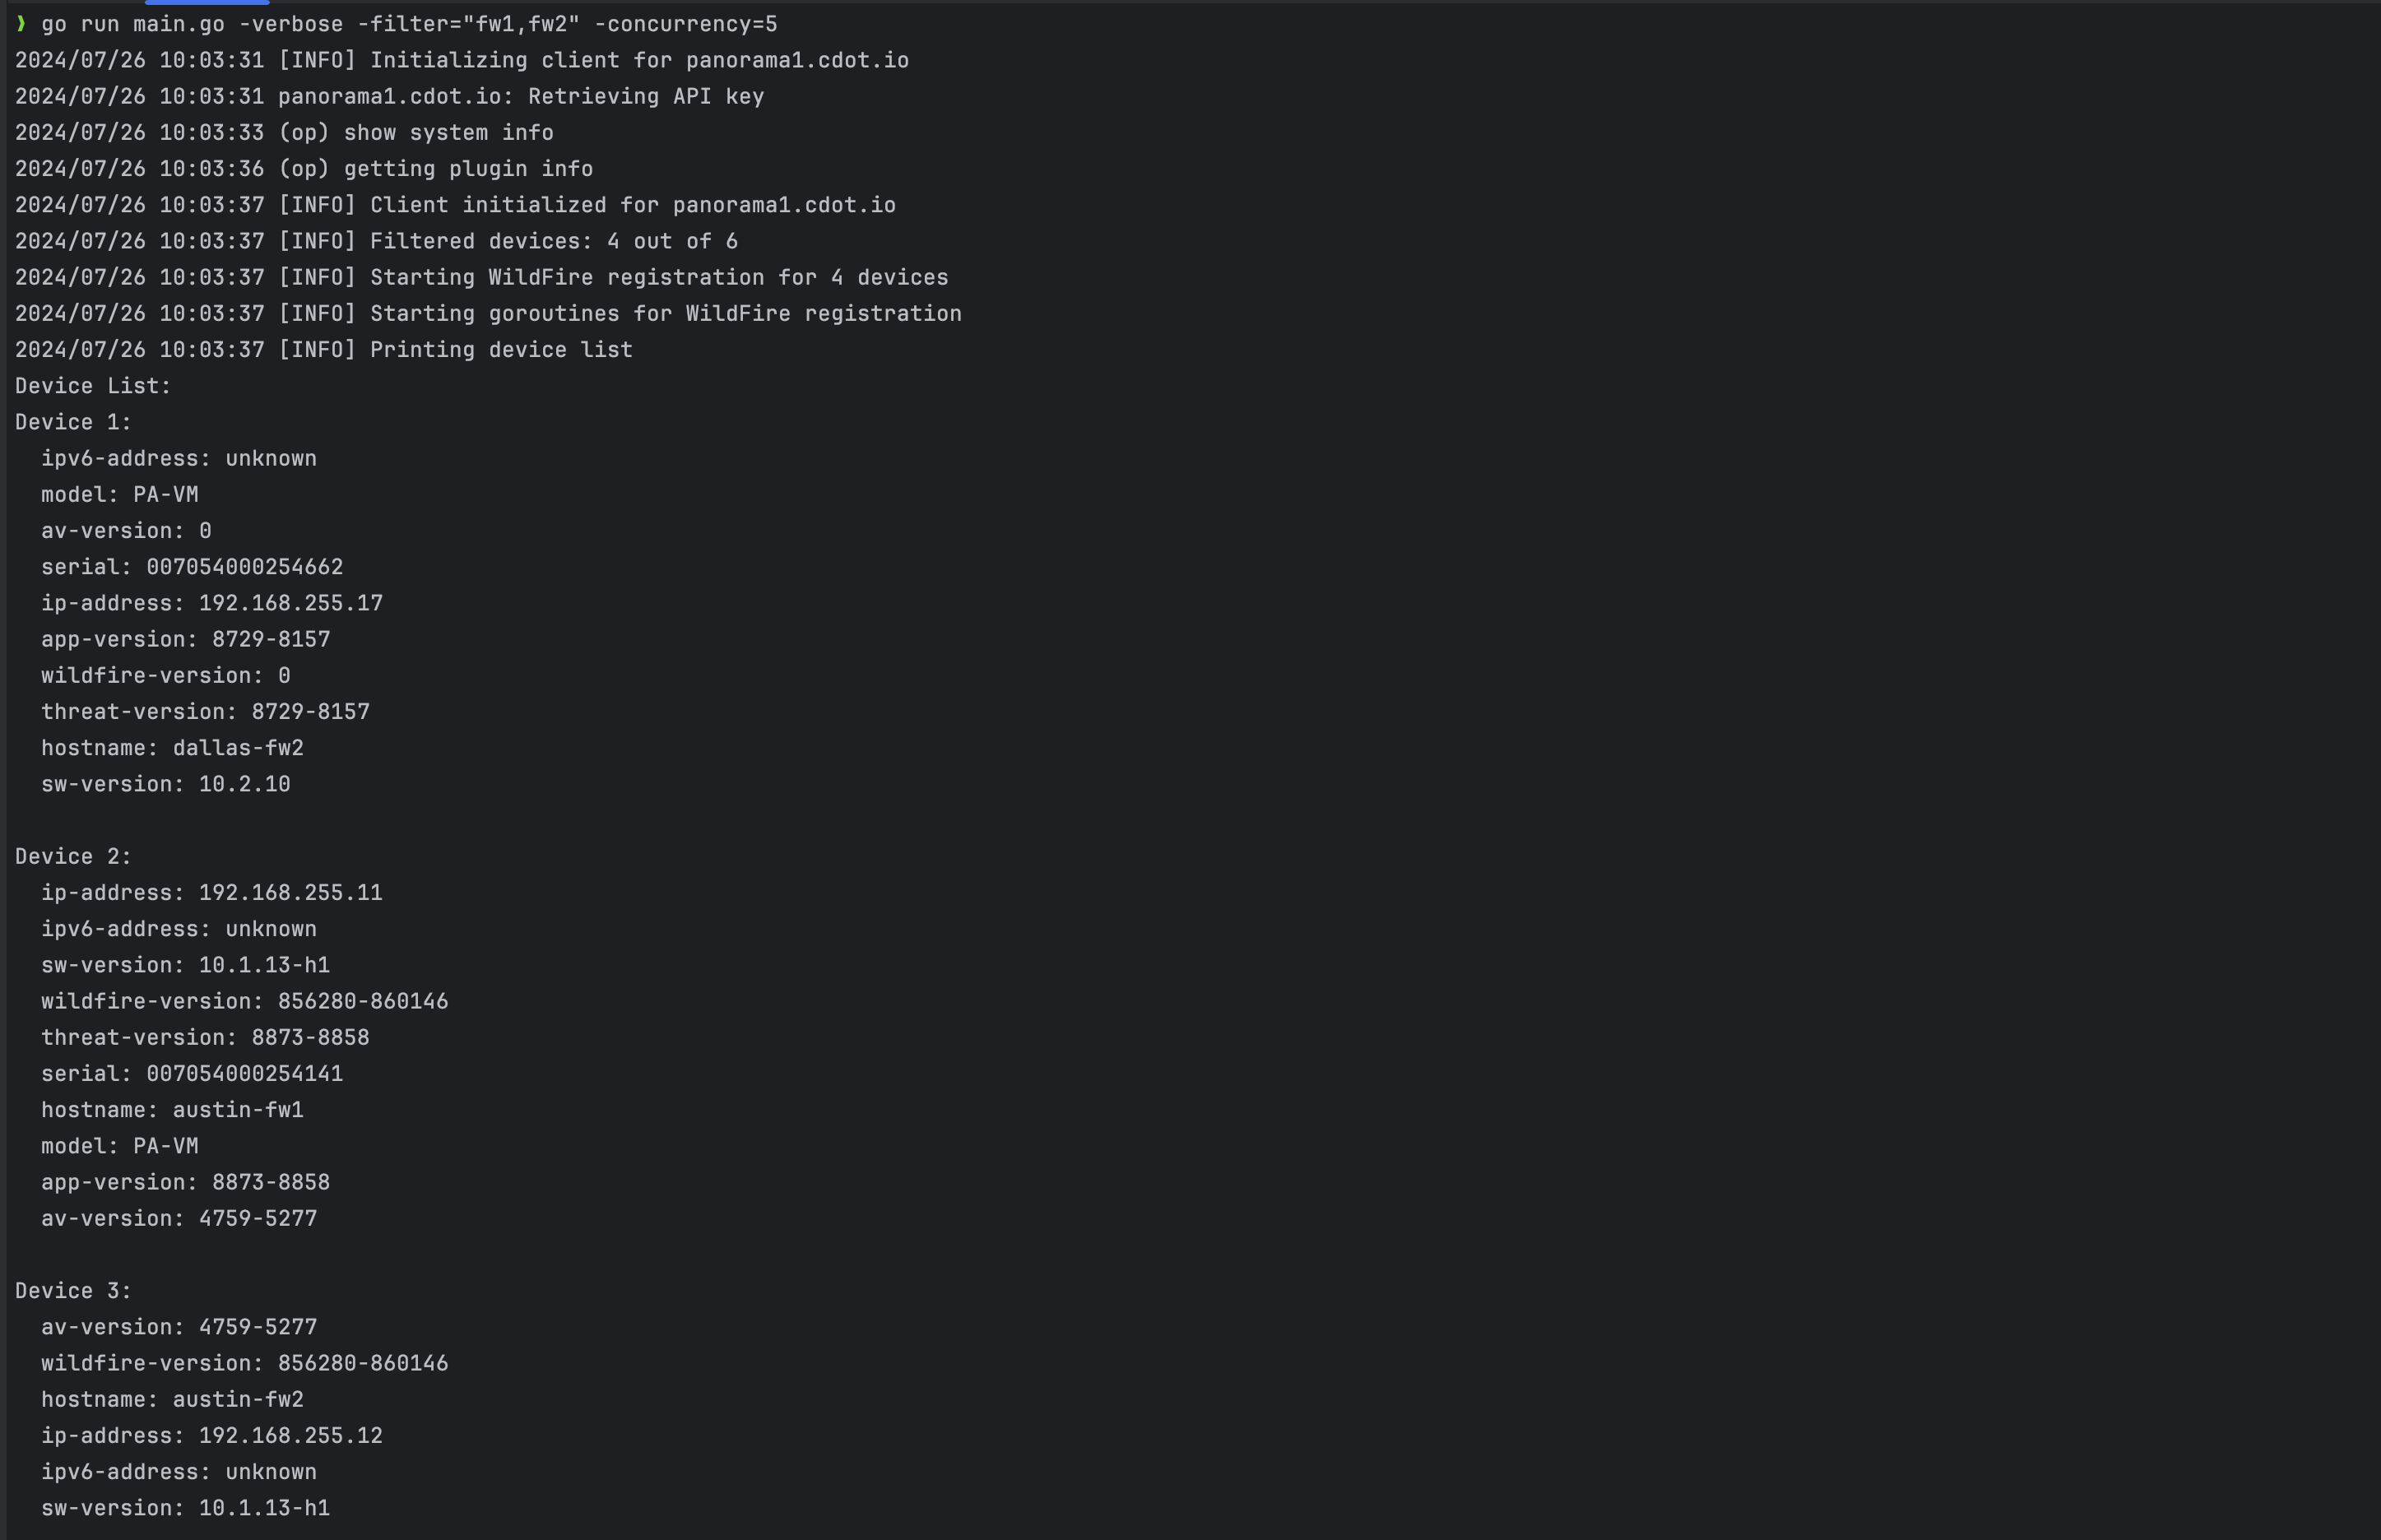 ❯ go run main.go -verbose -filter="fw1,fw2" -concurrency=5
2024/07/26 10:03:31 [INFO] Initializing client for panorama1.cdot.io
2024/07/26 10:03:31 panorama1.cdot.io: Retrieving API key
2024/07/26 10:03:33 (op) show system info
2024/07/26 10:03:36 (op) getting plugin info
2024/07/26 10:03:37 [INFO] Client initialized for panorama1.cdot.io
2024/07/26 10:03:37 [INFO] Filtered devices: 4 out of 6
2024/07/26 10:03:37 [INFO] Starting WildFire registration for 4 devices
2024/07/26 10:03:37 [INFO] Starting goroutines for WildFire registration
2024/07/26 10:03:37 [INFO] Printing device list
Device List:
Device 1:
  ipv6-address: unknown
  model: PA-VM
  av-version: 0
  serial: 007054000254662
  ip-address: 192.168.255.17
  app-version: 8729-8157
  wildfire-version: 0
  threat-version: 8729-8157
  hostname: dallas-fw2
  sw-version: 10.2.10

Device 2:
  ip-address: 192.168.255.11
  ipv6-address: unknown
  sw-version: 10.1.13-h1
  wildfire-version: 856280-860146
  threat-version: 8873-8858
  serial: 007054000254141
  hostname: austin-fw1
  model: PA-VM
  app-version: 8873-8858
  av-version: 4759-5277

Device 3:
  av-version: 4759-5277
  wildfire-version: 856280-860146
  hostname: austin-fw2
  ip-address: 192.168.255.12
  ipv6-address: unknown
  sw-version: 10.1.13-h1